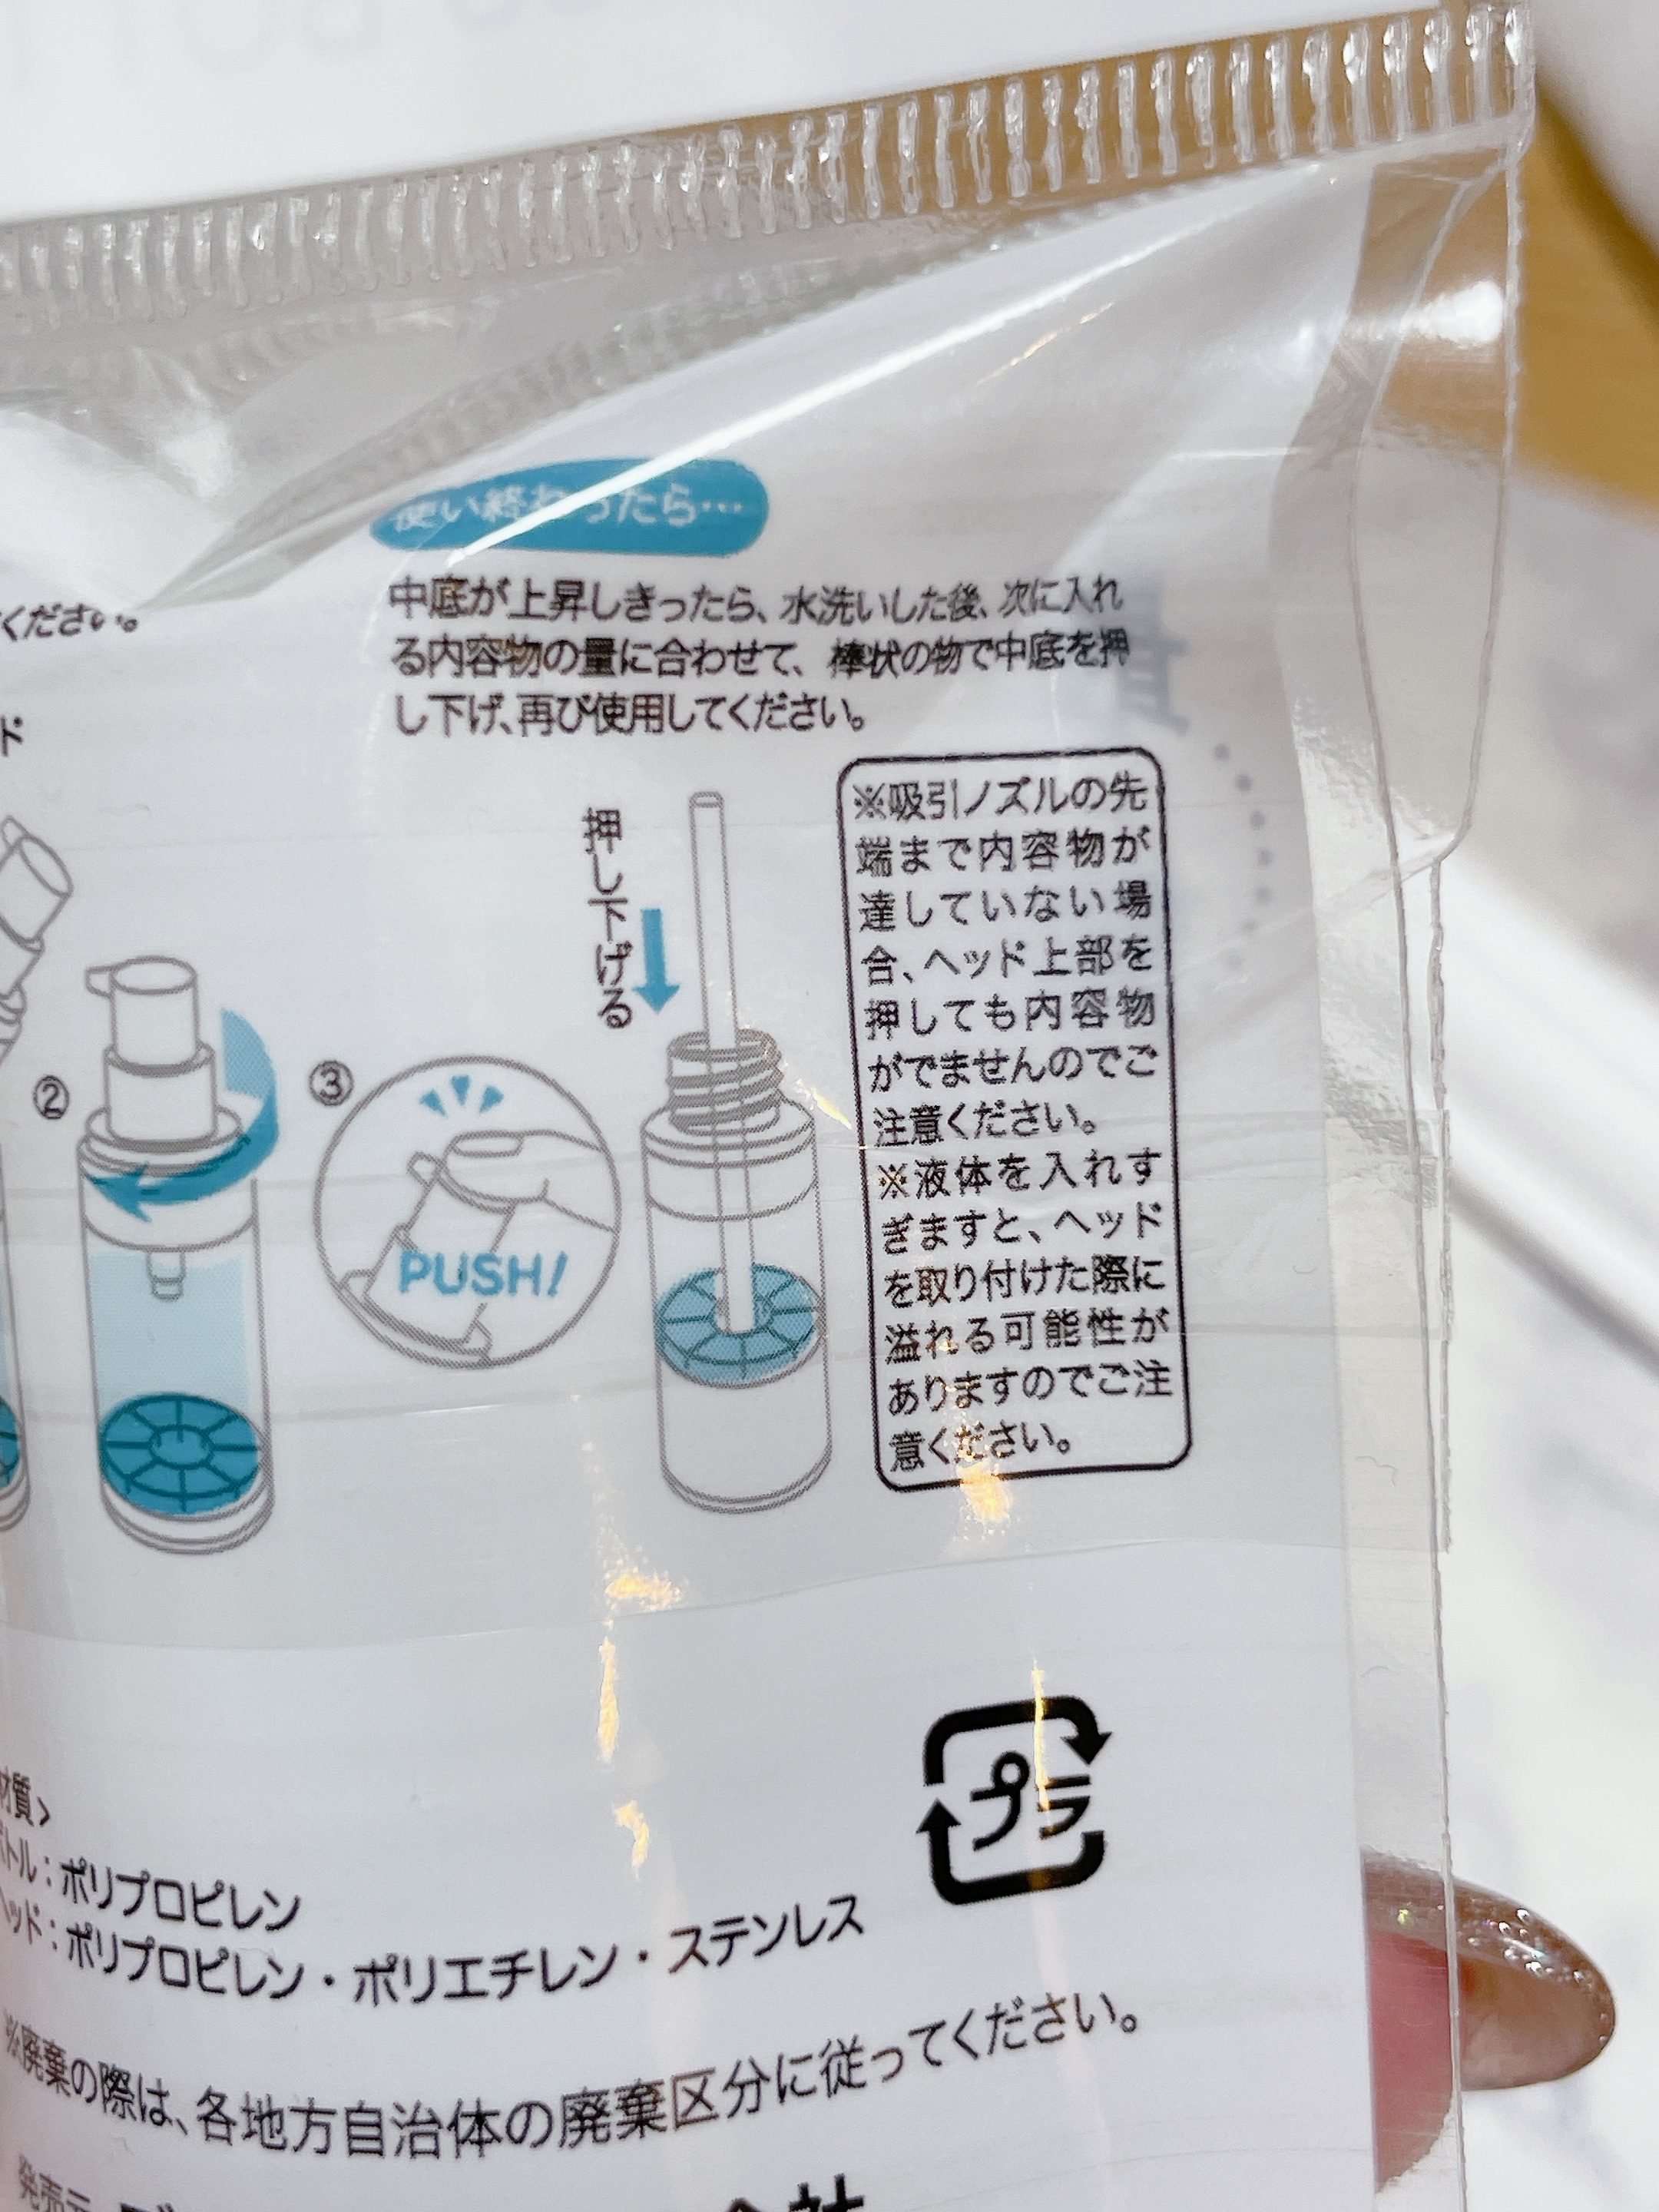 使い終わったら…
ください。
中底が上昇しきったら、水洗いした後、次に入れ
る内容物の量に合わせて、棒状の物で中底を押
し下げ、再び使用してください。
ド
押し下げる
②
③
PUSH!
※吸引ノズルの先
端まで内容物が
達していない場
合、ヘッド上部を
押しても内容物
がでませんのでご
注意ください。
※液体を入れす
ぎますと、ヘッド
を取り付けた際に
溢れる可能性が
ありますのでご注
意ください。
プラ
材質>
ボトル:ポリプロピレン
ヘッド:ポリプロピレン・ポリエチレン・ステンレス
※廃棄の際は、各地方自治体の廃棄区分に従ってください。
発売元